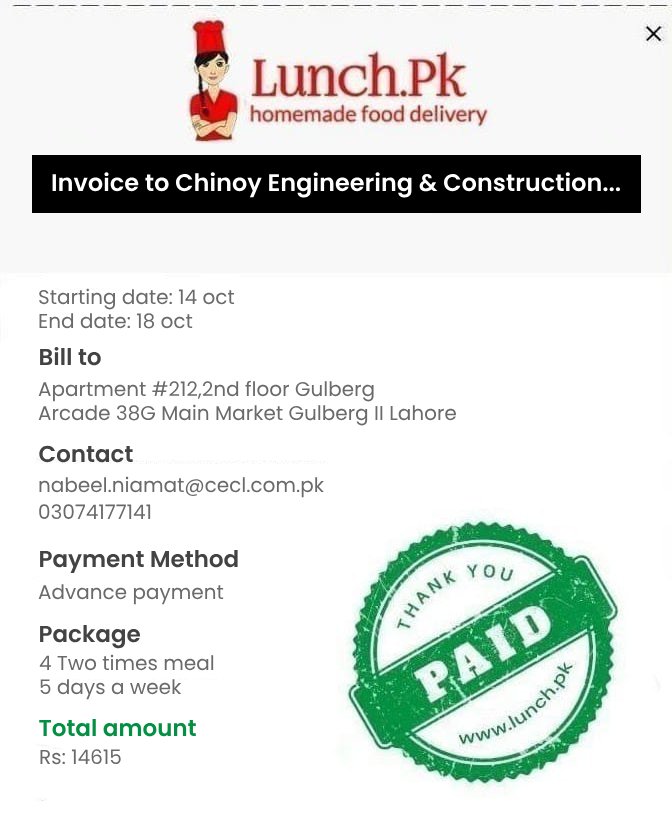 Lunch.Pk
homemade food delivery
Invoice to Chinoy Engineering & Construction...
Starting date: 14 oct
End date: 18 oct
Bill to
Apartment #212,2nd floor Gulberg
Arcade 38G Main Market Gulberg II Lahore
Contact
nabeel.niamat@cecl.com.pk
03074177141
Payment Method
Advance payment
Package
4 Two times meal
5 days a week
Total amount
Rs: 14615
THANK YOU
PAID
www.lunch.pk